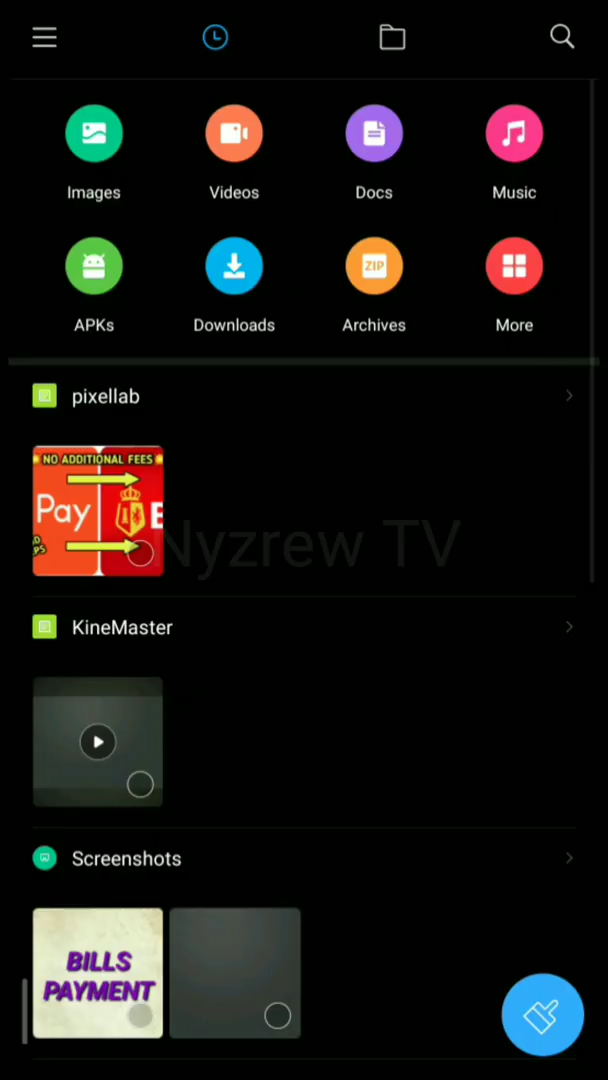 Images
Videos
Docs
Music
ZIP
APKs
Downloads
Archives
More
pixellab
NO ADDITIONAL FEES
Pay
B
Nyzrew TV
KineMaster
Screenshots
BILLS
PAYMENT